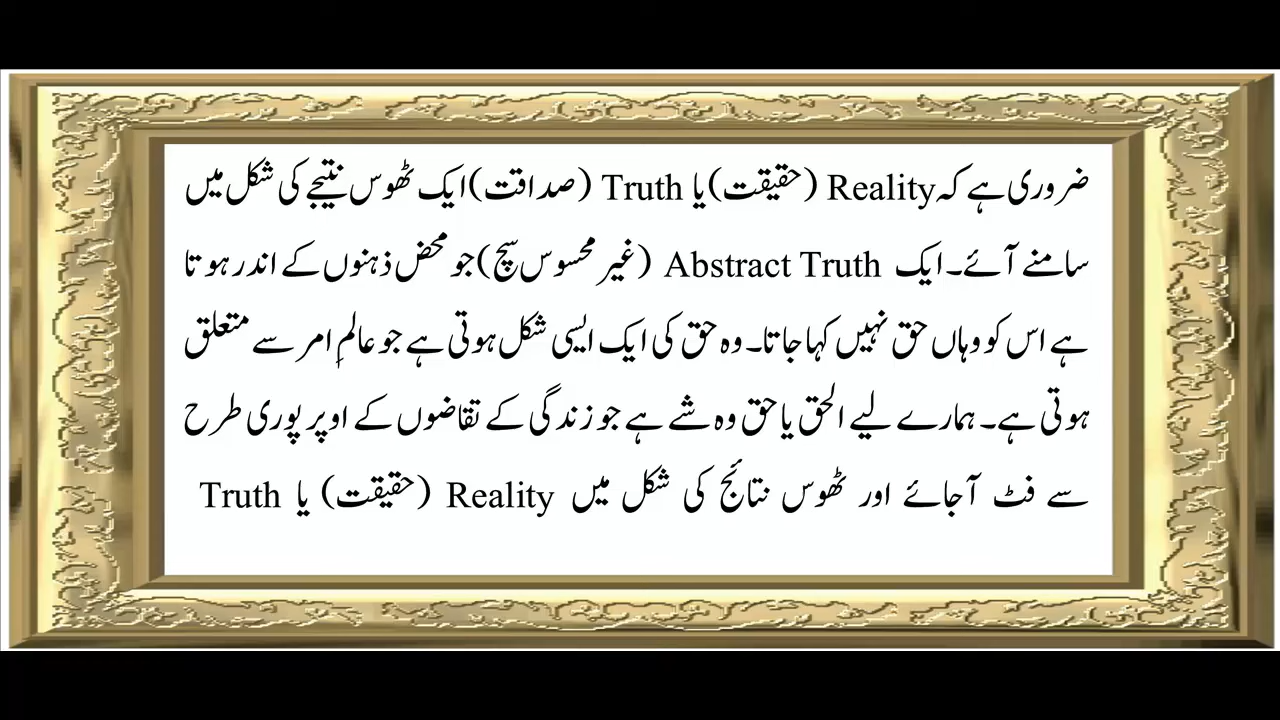 ضروری ہے کہ Reality (حقیقت) یا Truth (صداقت) ایک ٹھوس نتیجے کی شکل میں
سامنے آئے۔ ایک Abstract Truth (غیر محسوس سچ) جو محض ذہنوں کے اندر ہوتا
ہے اس کو وہاں حق نہیں کہا جاتا۔ وہ حق کی ایک ایسی شکل ہوتی ہے جو عالمِ امر سے متعلق
ہوتی ہے۔ ہمارے لیے الحق یا حق وہ شے ہے جو زندگی کے تقاضوں کے اوپر پوری طرح
سے فٹ آجائے اور ٹھوس نتائج کی شکل میں Reality (حقیقت) یا Truth